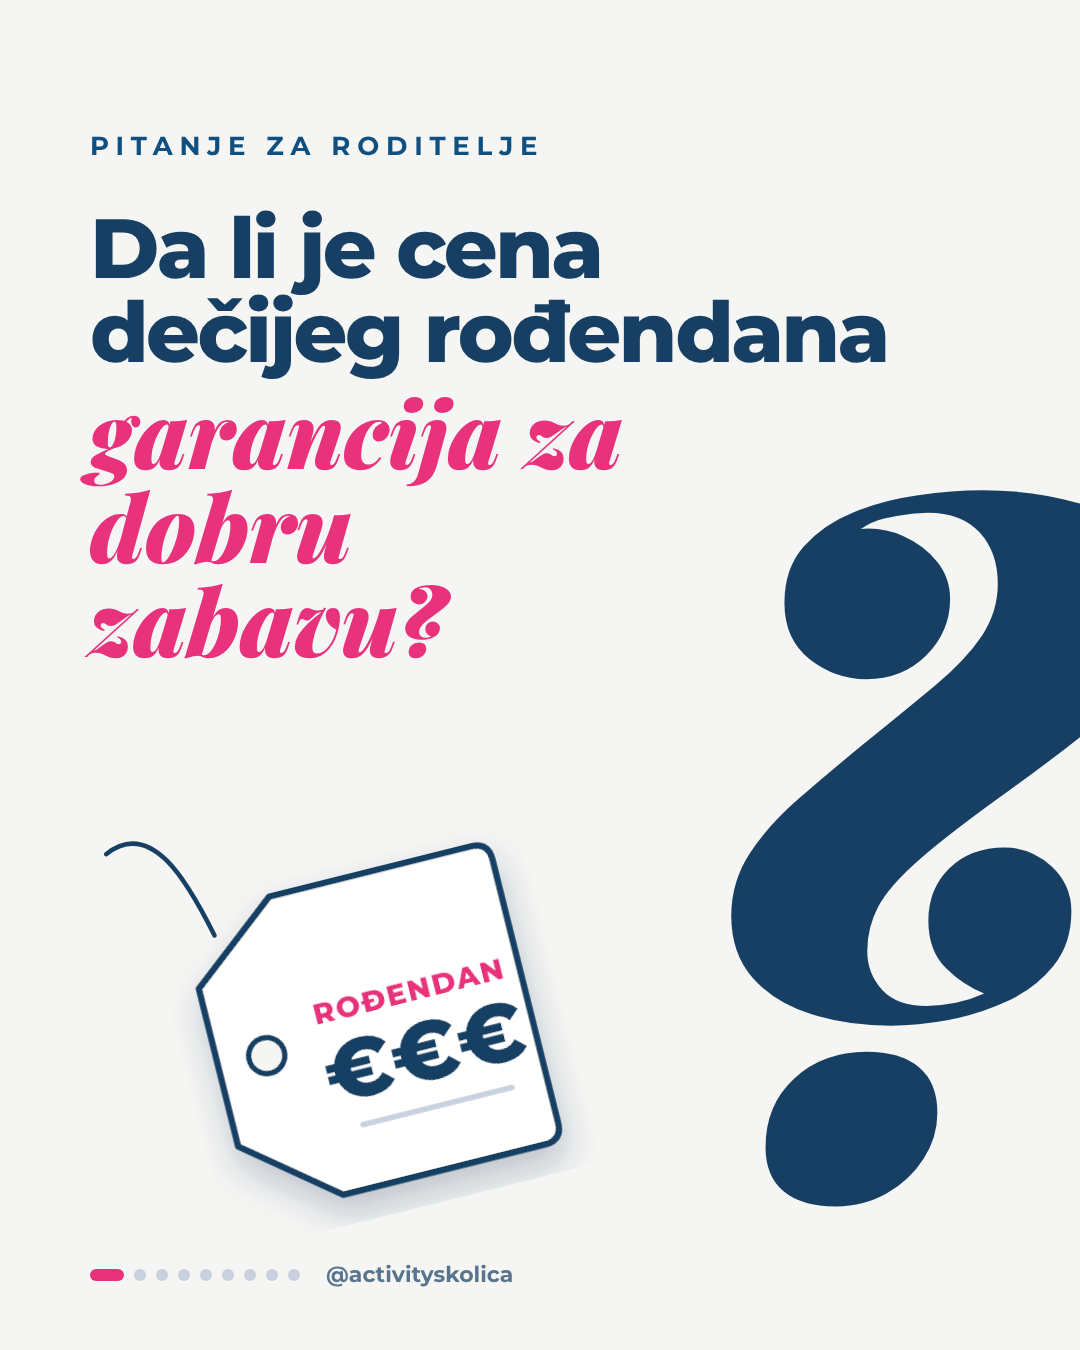 PITANJE ZA RODITELJE
Da li je cena
dečijeg rođendana
garancija za
dobru
zabavu?
?
ROĐENDAN
€€€
@activityskolica